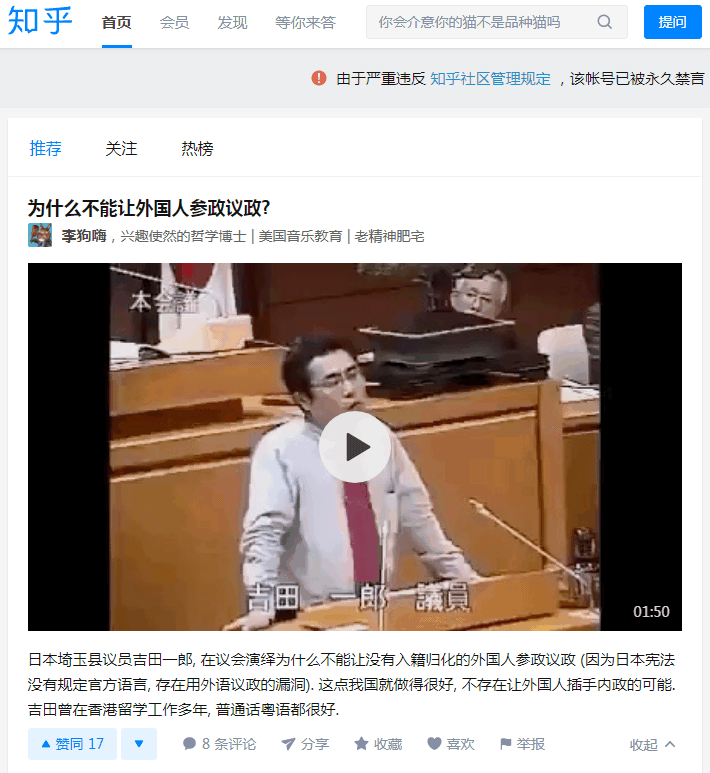 知乎 首页 会员 发现 等你来答 你会介意你的猫不是品种猫吗 提问
由于严重违反 知乎社区管理规定 ，该帐号已被永久禁言
推荐 关注 热榜
为什么不能让外国人参政议政?
李狗嗨，兴趣使然的哲学博士 | 美国音乐教育 | 老精神肥宅
本会議
吉田 一郎 議員
01:50
日本埼玉县议员吉田一郎, 在议会演绎为什么不能让没有入籍归化的外国人参政议政 (因为日本宪法
没有规定官方语言, 存在用外语议政的漏洞). 这点我国就做得很好, 不存在让外国人插手内政的可能.
吉田曾在香港留学工作多年, 普通话粤语都很好.
赞同 17 8 条评论 分享 收藏 喜欢 举报 收起